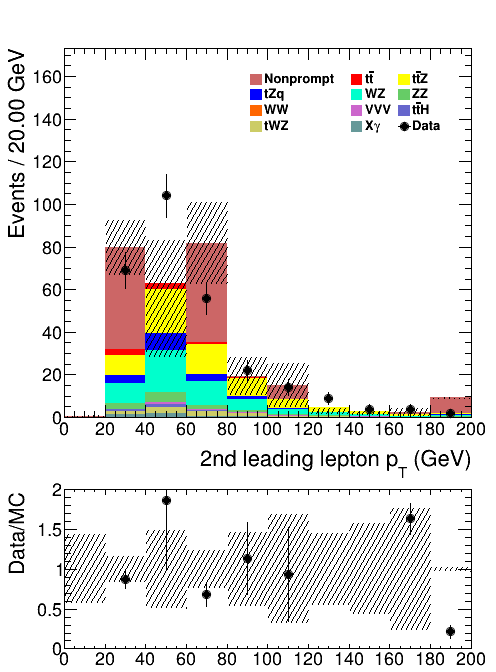 Events / 20.00 GeV
160
140
120
100
80
60
40
20
0
Nonprompt tt̄ tt̄Z
tZq WZ ZZ
WW VVV tt̄H
tWZ Xγ Data
0 20 40 60 80 100 120 140 160 180 200
2nd leading lepton p_T (GeV)
Data/MC
2
1.5
1
0.5
0
0 20 40 60 80 100 120 140 160 180 200